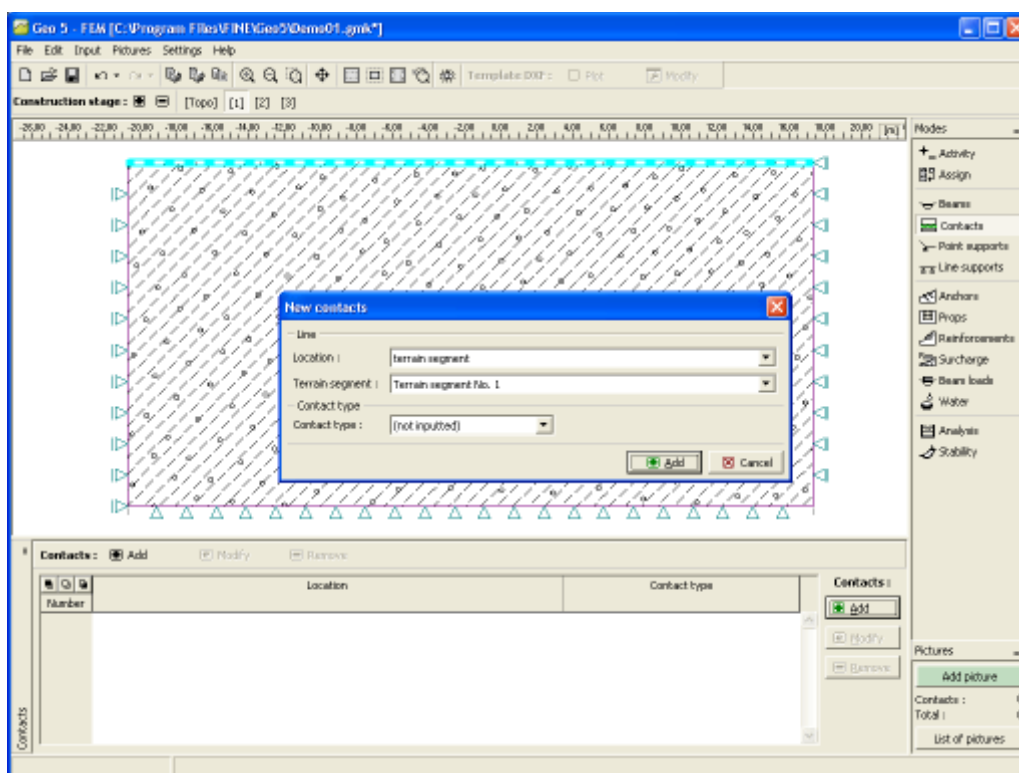 Geo 5 - FEM [C:\Program Files\FINE\Geo5\Demo01.gmk*]
File Edit Input Pictures Settings Help
Template DXF : Plot Modify
Construction stage : [Topo] [1] [2] [3]
-26,00 -24,00 -22,00 -20,00 -18,00 -16,00 -14,00 -12,00 -10,00 -8,00 -6,00 -4,00 -2,00 0,00 2,00 4,00 6,00 8,00 10,00 12,00 14,00 16,00 18,00 20,00 [m]
Modes
Activity
Assign
Beams
Contacts
Point supports
Line supports
Anchors
Props
Reinforcements
Surcharge
Beam loads
Water
Analysis
Stability
New contacts
Line
Location : terrain segment
Terrain segment : Terrain segment No. 1
Contact type
Contact type : (not inputted)
Add Cancel
Contacts : Add Modify Remove
Number Location Contact type
Contacts :
Add
Modify
Remove
Contacts
Pictures
Add picture
Contacts :
Total :
List of pictures